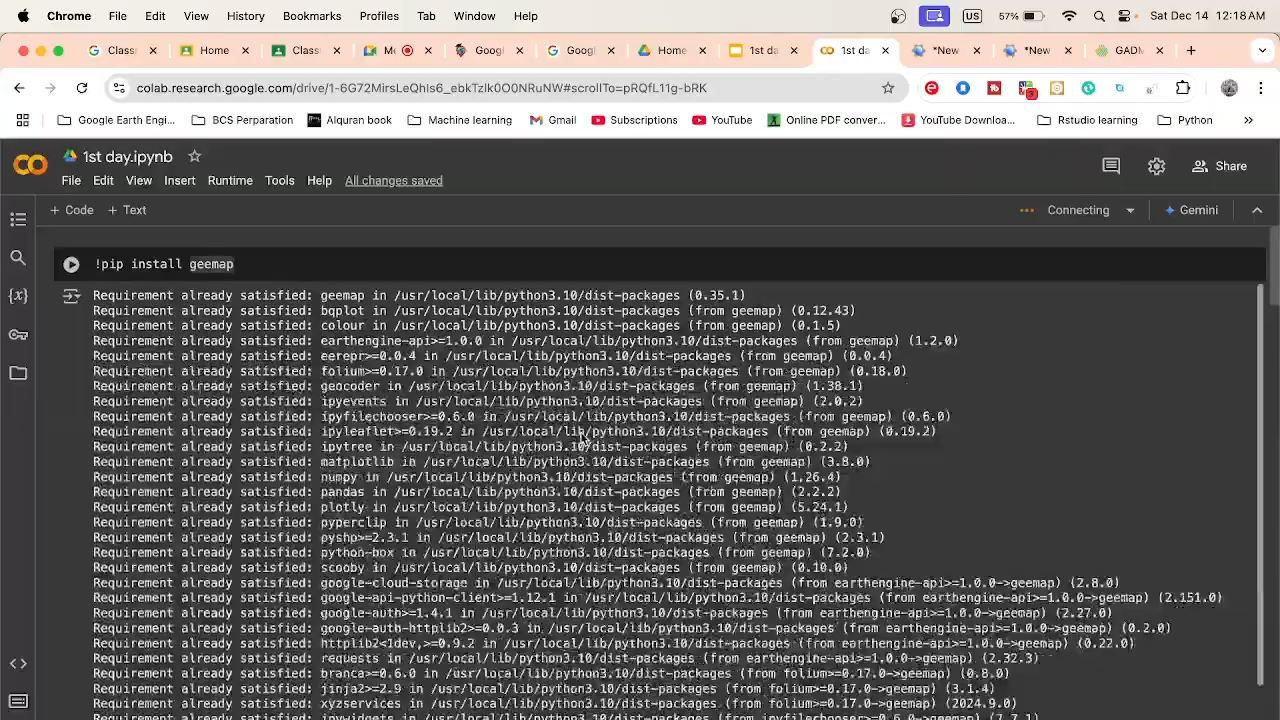 Chrome File Edit View History Bookmarks Profiles Tab Window Help US 57% Sat Dec 14 12:18 AM
Class Home Class Me Googl Googl Home 1st da 1st da *New *New GADM
colab.research.google.com/drive/1-6G72MirsLeQhIs6_ebkTzlk0O0NRuNW#scrollTo=pRQfL11g-bRK 3
Google Earth Engi... BCS Perparation Alquran book Machine learning Gmail Subscriptions YouTube Online PDF conver... YouTube Downloa... Rstudio learning Python »
1st day.ipynb
File Edit View Insert Runtime Tools Help All changes saved Share
+ Code + Text Connecting Gemini
!pip install geemap
Requirement already satisfied: geemap in /usr/local/lib/python3.10/dist-packages (0.35.1)
Requirement already satisfied: bqplot in /usr/local/lib/python3.10/dist-packages (from geemap) (0.12.43)
Requirement already satisfied: colour in /usr/local/lib/python3.10/dist-packages (from geemap) (0.1.5)
Requirement already satisfied: earthengine-api>=1.0.0 in /usr/local/lib/python3.10/dist-packages (from geemap) (1.2.0)
Requirement already satisfied: eerepr>=0.0.4 in /usr/local/lib/python3.10/dist-packages (from geemap) (0.0.4)
Requirement already satisfied: folium>=0.17.0 in /usr/local/lib/python3.10/dist-packages (from geemap) (0.18.0)
Requirement already satisfied: geocoder in /usr/local/lib/python3.10/dist-packages (from geemap) (1.38.1)
Requirement already satisfied: ipyevents in /usr/local/lib/python3.10/dist-packages (from geemap) (2.0.2)
Requirement already satisfied: ipyfilechooser>=0.6.0 in /usr/local/lib/python3.10/dist-packages (from geemap) (0.6.0)
Requirement already satisfied: ipyleaflet>=0.19.2 in /usr/local/lib/python3.10/dist-packages (from geemap) (0.19.2)
Requirement already satisfied: ipytree in /usr/local/lib/python3.10/dist-packages (from geemap) (0.2.2)
Requirement already satisfied: matplotlib in /usr/local/lib/python3.10/dist-packages (from geemap) (3.8.0)
Requirement already satisfied: numpy in /usr/local/lib/python3.10/dist-packages (from geemap) (1.26.4)
Requirement already satisfied: pandas in /usr/local/lib/python3.10/dist-packages (from geemap) (2.2.2)
Requirement already satisfied: plotly in /usr/local/lib/python3.10/dist-packages (from geemap) (5.24.1)
Requirement already satisfied: pyperclip in /usr/local/lib/python3.10/dist-packages (from geemap) (1.9.0)
Requirement already satisfied: pyshp>=2.3.1 in /usr/local/lib/python3.10/dist-packages (from geemap) (2.3.1)
Requirement already satisfied: python-box in /usr/local/lib/python3.10/dist-packages (from geemap) (7.2.0)
Requirement already satisfied: scooby in /usr/local/lib/python3.10/dist-packages (from geemap) (0.10.0)
Requirement already satisfied: google-cloud-storage in /usr/local/lib/python3.10/dist-packages (from earthengine-api>=1.0.0->geemap) (2.8.0)
Requirement already satisfied: google-api-python-client>=1.12.1 in /usr/local/lib/python3.10/dist-packages (from earthengine-api>=1.0.0->geemap) (2.151.0)
Requirement already satisfied: google-auth>=1.4.1 in /usr/local/lib/python3.10/dist-packages (from earthengine-api>=1.0.0->geemap) (2.27.0)
Requirement already satisfied: google-auth-httplib2>=0.0.3 in /usr/local/lib/python3.10/dist-packages (from earthengine-api>=1.0.0->geemap) (0.2.0)
Requirement already satisfied: httplib2<1dev,>=0.9.2 in /usr/local/lib/python3.10/dist-packages (from earthengine-api>=1.0.0->geemap) (0.22.0)
Requirement already satisfied: requests in /usr/local/lib/python3.10/dist-packages (from earthengine-api>=1.0.0->geemap) (2.32.3)
Requirement already satisfied: branca>=0.6.0 in /usr/local/lib/python3.10/dist-packages (from folium>=0.17.0->geemap) (0.8.0)
Requirement already satisfied: jinja2>=2.9 in /usr/local/lib/python3.10/dist-packages (from folium>=0.17.0->geemap) (3.1.4)
Requirement already satisfied: xyzservices in /usr/local/lib/python3.10/dist-packages (from folium>=0.17.0->geemap) (2024.9.0)
Requirement already satisfied: ipywidgets in /usr/local/lib/python3.10/dist-packages (from ipyfilechooser>=0.6.0->geemap) (7.7.1)